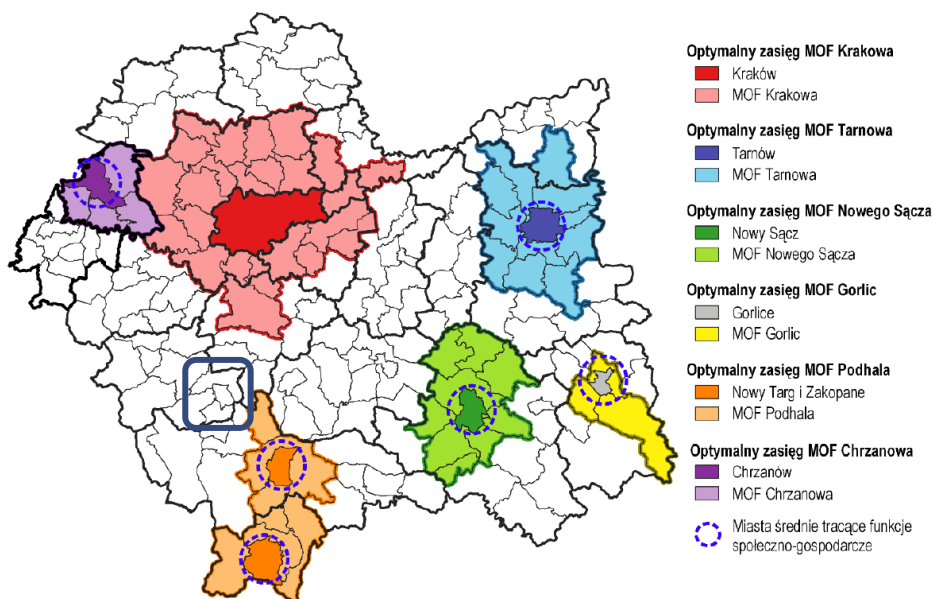 Optymalny zasięg MOF Krakowa
Kraków
MOF Krakowa
Optymalny zasięg MOF Tarnowa
Tarnów
MOF Tarnowa
Optymalny zasięg MOF Nowego Sącza
Nowy Sącz
MOF Nowego Sącza
Optymalny zasięg MOF Gorlic
Gorlice
MOF Gorlic
Optymalny zasięg MOF Podhala
Nowy Targ i Zakopane
MOF Podhala
Optymalny zasięg MOF Chrzanowa
Chrzanów
MOF Chrzanowa
Miasta średnie tracące funkcje
społeczno-gospodarcze